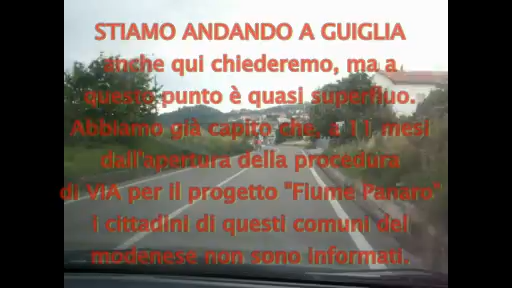 STIAMO ANDANDO A GUIGLIA
anche qui chiederemo, ma a
questo punto è quasi superfluo.
Abbiamo già capito che, a 11 mesi
dall'apertura della procedura
di VIA per il progetto "Fiume Panaro"
i cittadini di questi comuni del
modenese non sono informati.